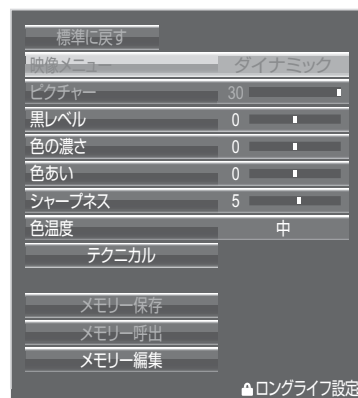 標準に戻す
映像メニュー ダイナミック
ピクチャー 30
黒レベル 0
色の濃さ 0
色あい 0
シャープネス 5
色温度 中
テクニカル
メモリー保存
メモリー呼出
メモリー編集
ロングライフ設定